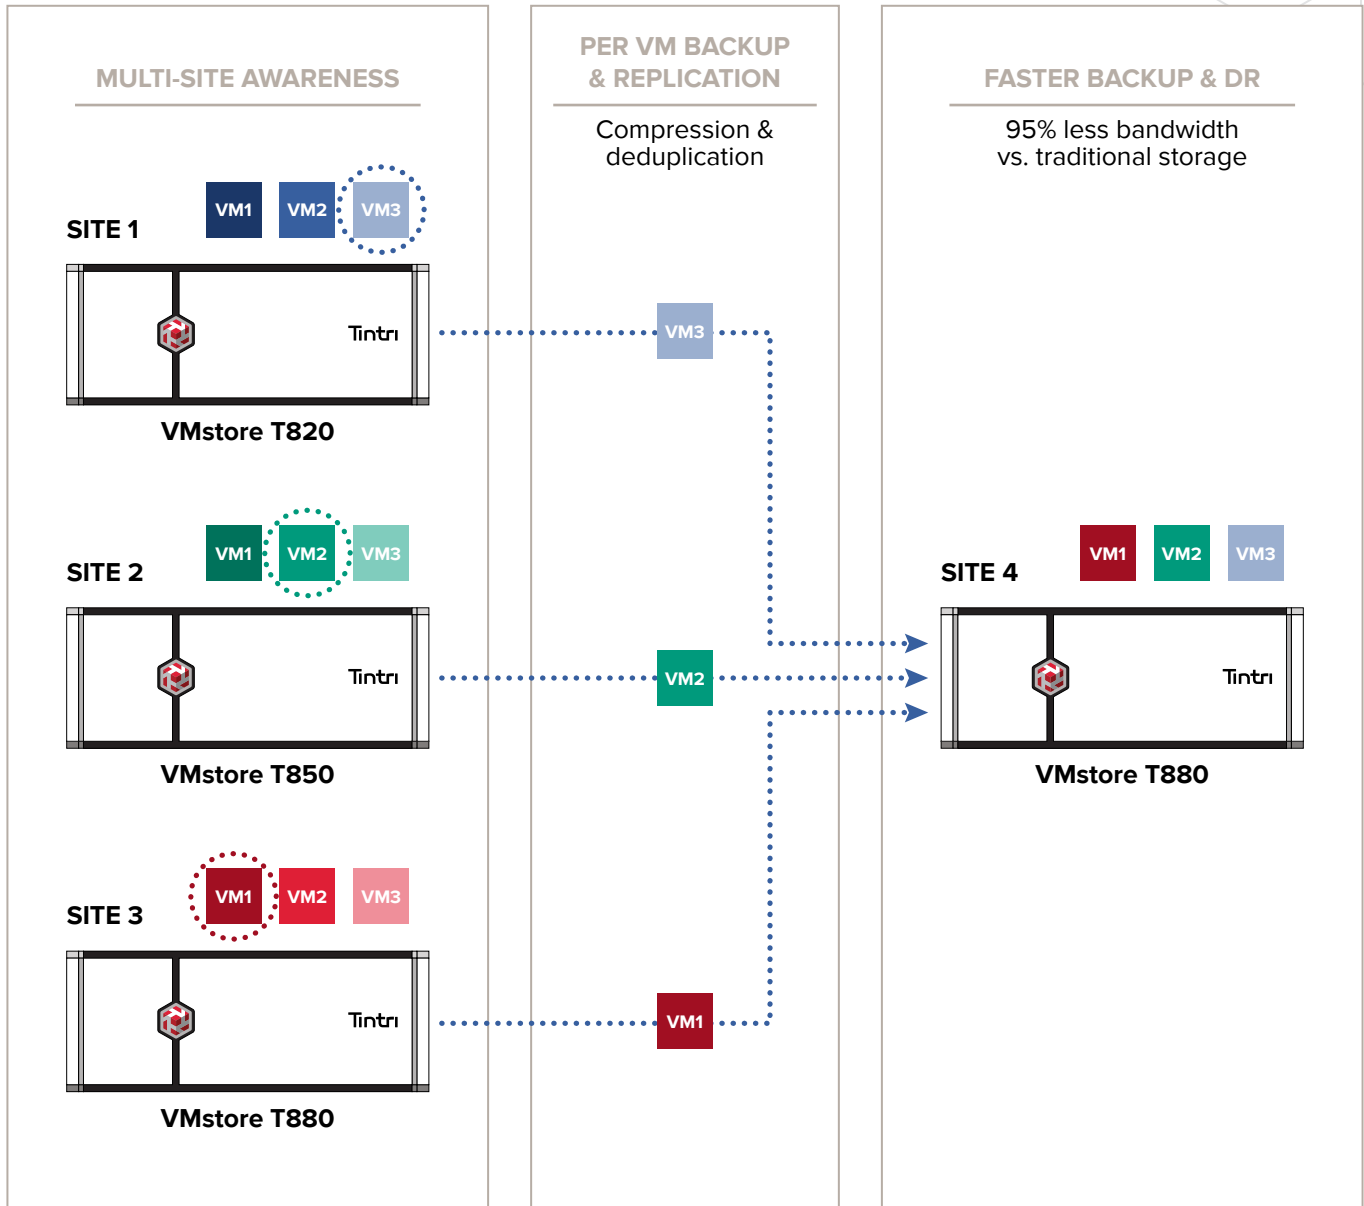 MULTI-SITE AWARENESS
SITE 1
VM1 VM2 VM3
Tintri
VMstore T820
SITE 2
VM1 VM2 VM3
Tintri
VMstore T850
SITE 3
VM1 VM2 VM3
Tintri
VMstore T880
PER VM BACKUP
& REPLICATION
Compression &
deduplication
VM3
VM2
VM1
FASTER BACKUP & DR
95% less bandwidth
vs. traditional storage
SITE 4
VM1 VM2 VM3
Tintri
VMstore T880